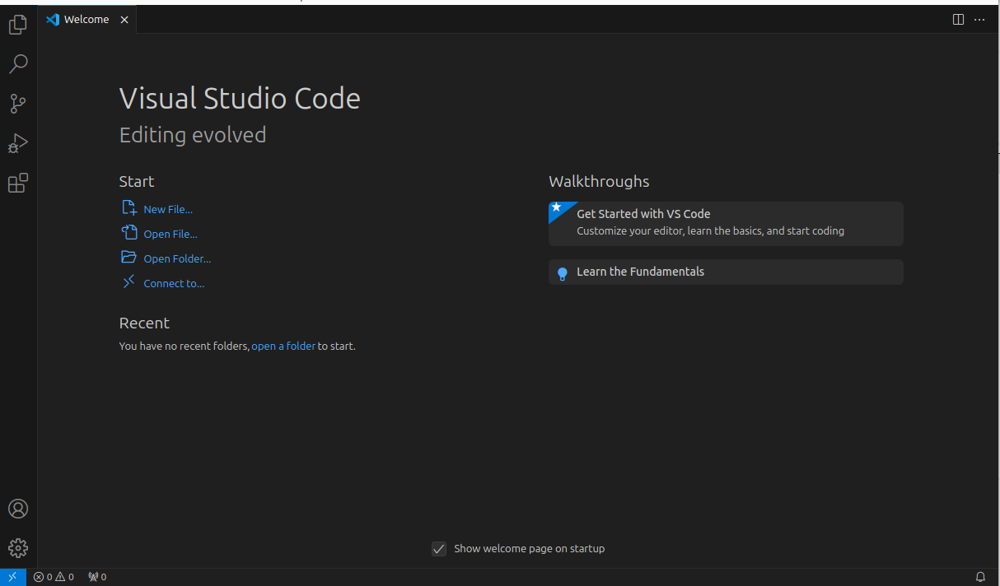 Welcome
Visual Studio Code
Editing evolved
Start
New File...
Open File...
Open Folder...
Connect to...
Recent
You have no recent folders, open a folder to start.
Walkthroughs
Get Started with VS Code
Customize your editor, learn the basics, and start coding
Learn the Fundamentals
Show welcome page on startup
0 0 0